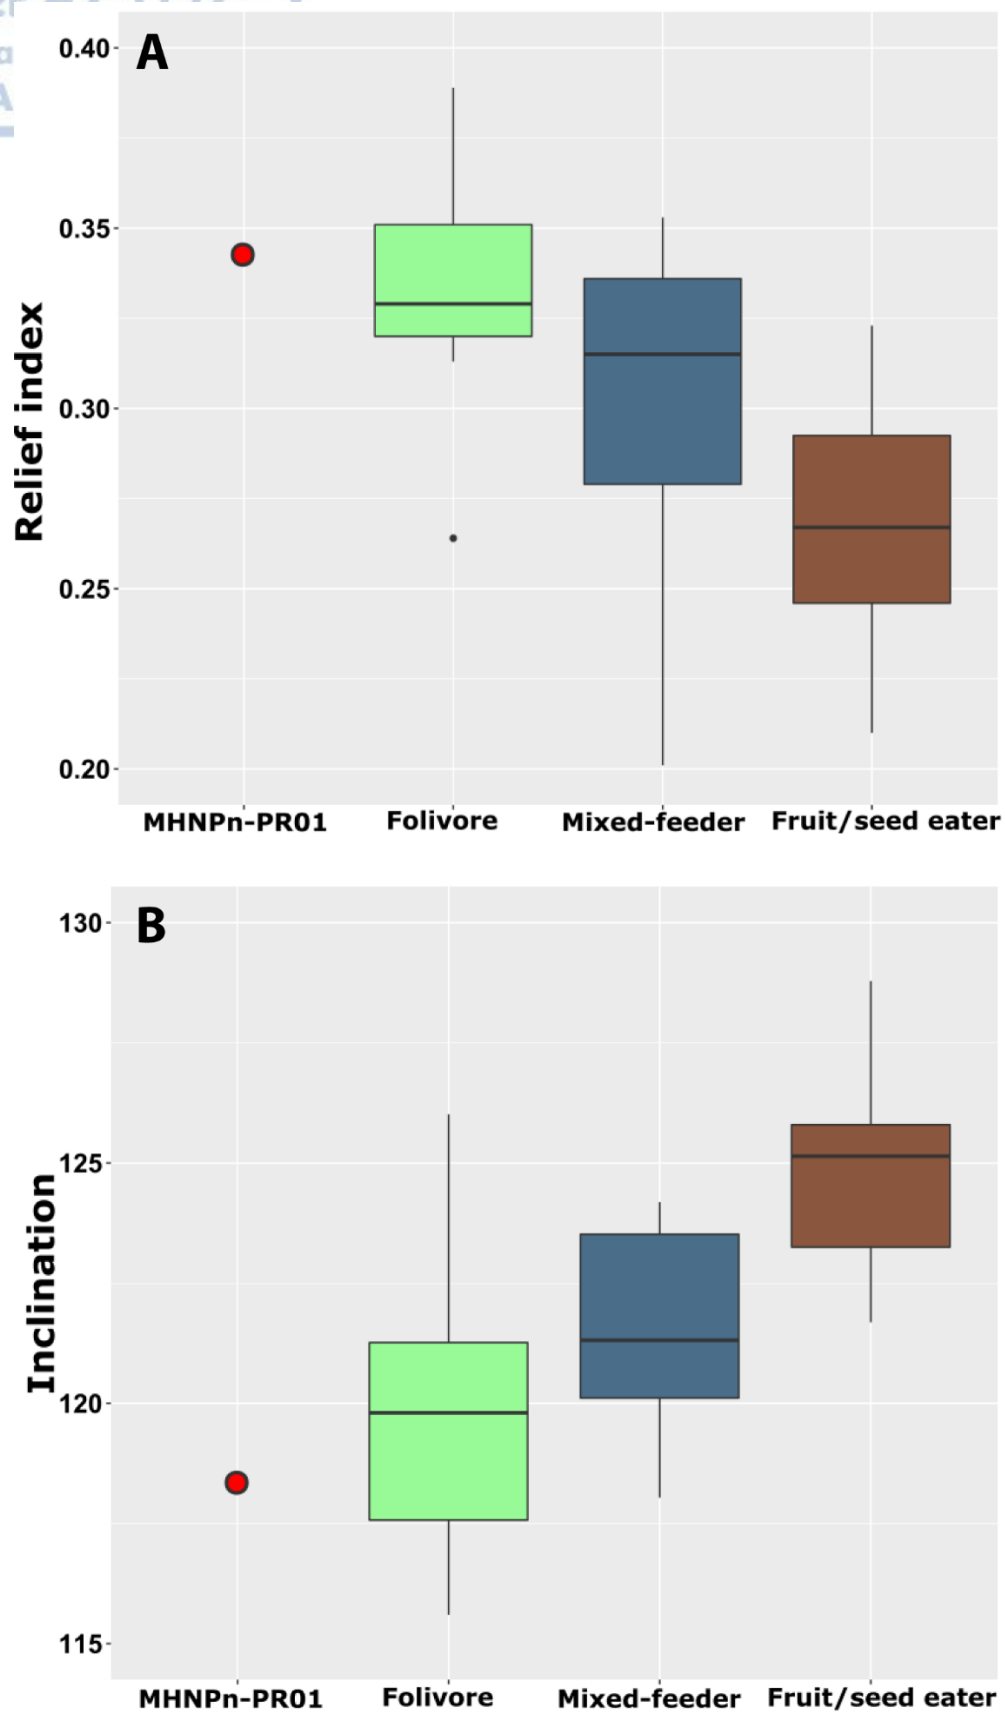 A
0.40
0.35
0.30
0.25
0.20
Relief index
MHNPn-PR01 Folivore Mixed-feeder Fruit/seed eater
B
130
125
120
115
Inclination
MHNPn-PR01 Folivore Mixed-feeder Fruit/seed eater